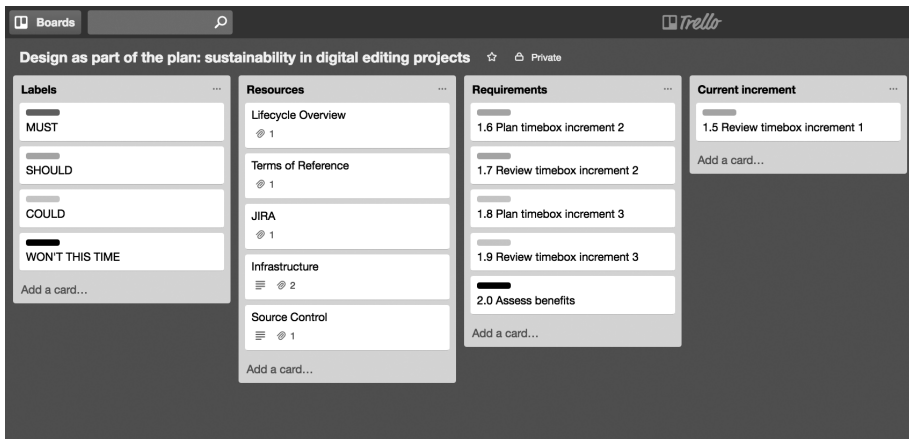 Boards
Trello
Design as part of the plan: sustainability in digital editing projects
Private
Labels
MUST
SHOULD
COULD
WON'T THIS TIME
Add a card...
Resources
Lifecycle Overview
1
Terms of Reference
1
JIRA
1
Infrastructure
2
Source Control
1
Add a card...
Requirements
1.6 Plan timebox increment 2
1.7 Review timebox increment 2
1.8 Plan timebox increment 3
1.9 Review timebox increment 3
2.0 Assess benefits
Add a card...
Current increment
1.5 Review timebox increment 1
Add a card...